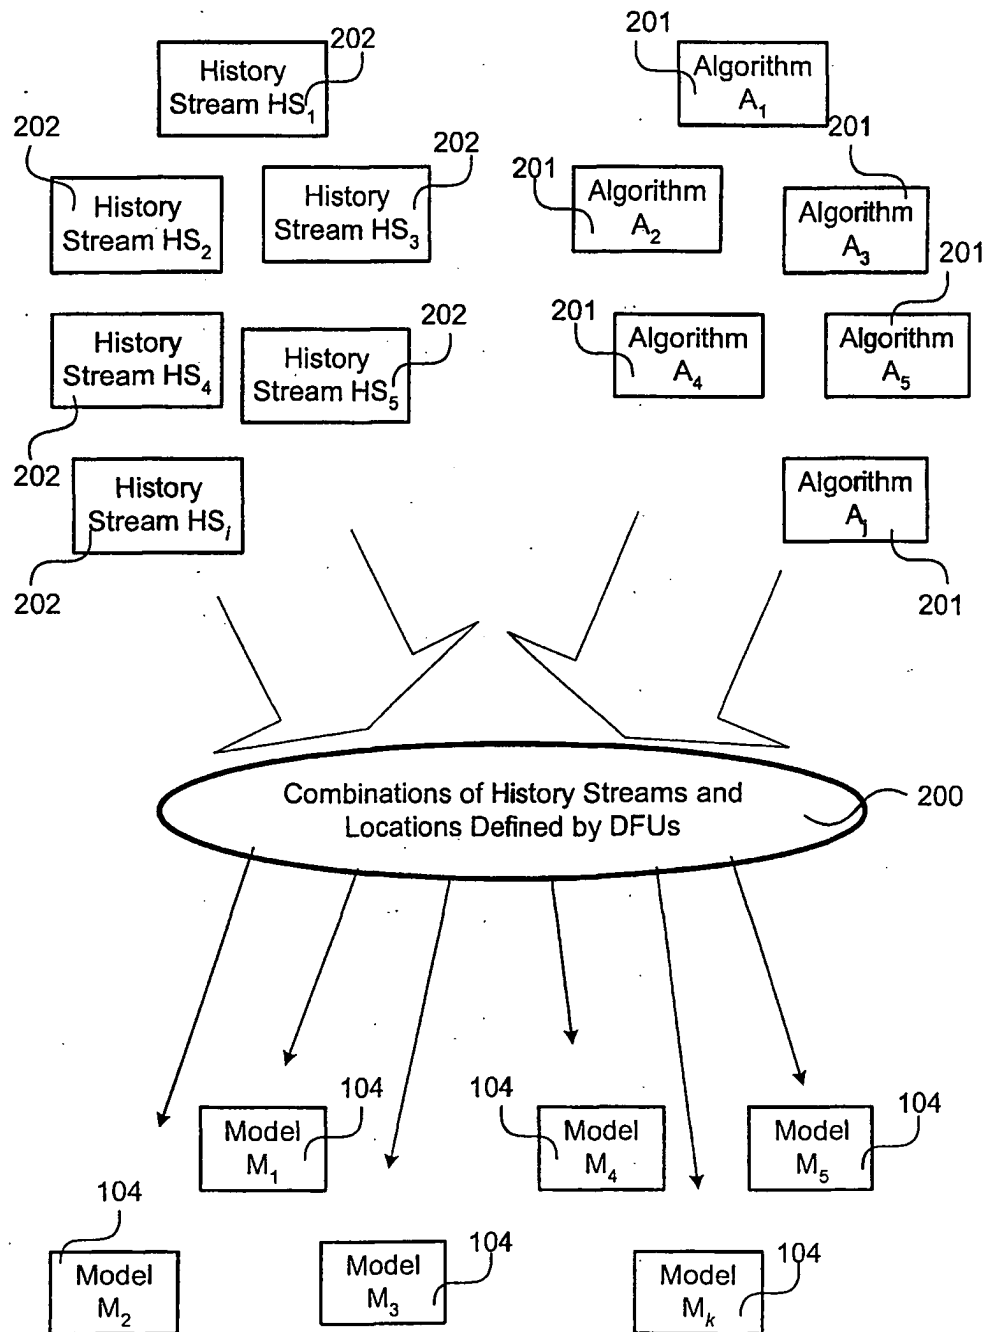 202
History
Stream HS₁
201
Algorithm
A₁
202
History
Stream HS₂
202
History
Stream HS₃
201
Algorithm
A₂
201
Algorithm
A₃
202
History
Stream HS₄
202
History
Stream HS₅
201
Algorithm
A₄
201
Algorithm
A₅
History
Stream HSᵢ
202
Algorithm
Aⱼ
201
Combinations of History Streams and
Locations Defined by DFUs
200
104
Model
M₁
104
Model
M₄
104
Model
M₅
104
Model
M₂
104
Model
M₃
104
Model
Mₖ